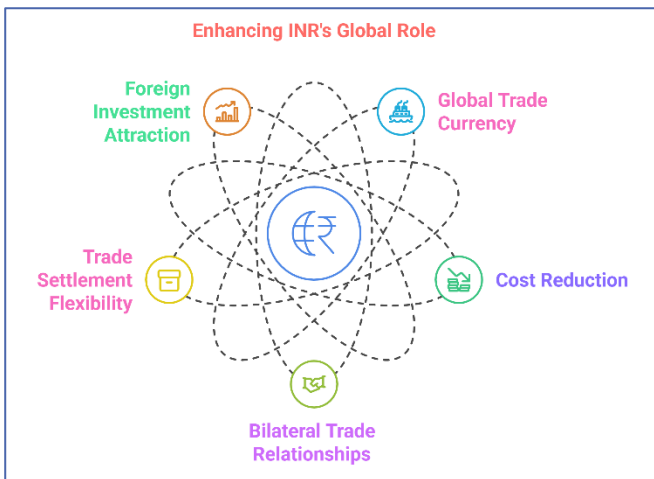 Enhancing INR's Global Role
Foreign
Investment
Attraction
Global Trade
Currency
Trade
Settlement
Flexibility
Cost Reduction
Bilateral Trade
Relationships